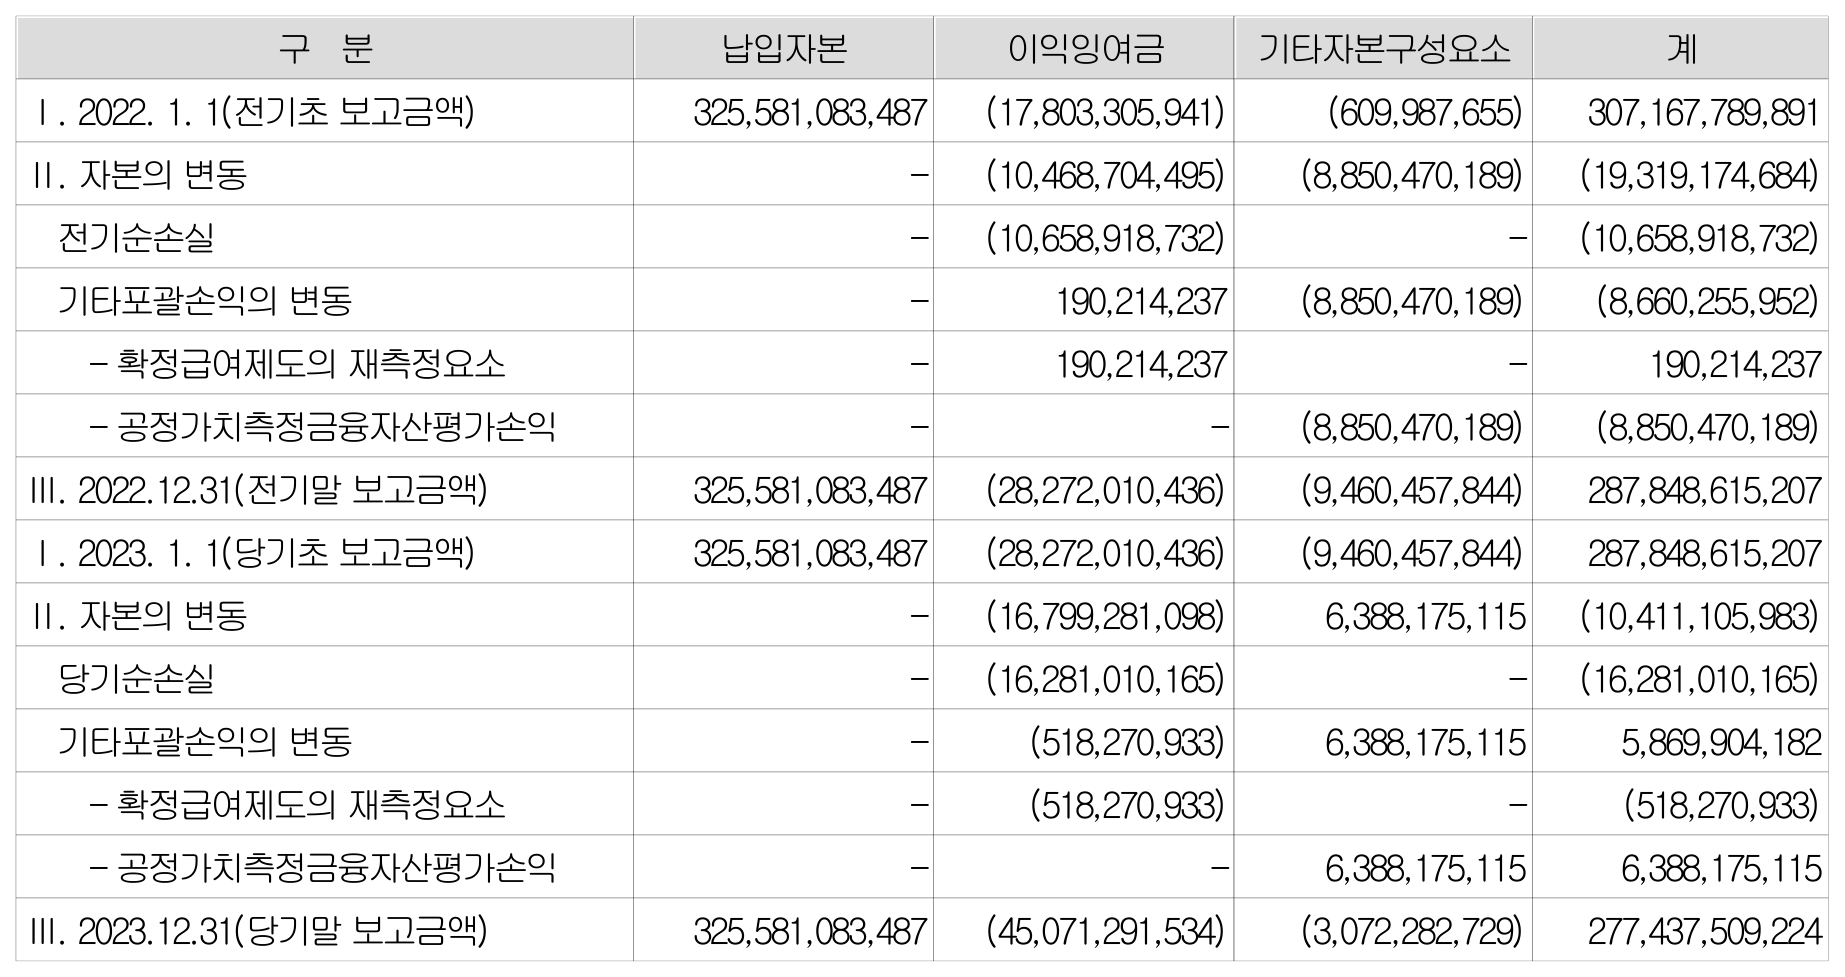 구 분 납입자본 이익잉여금 기타자본구성요소 계
Ⅰ. 2022. 1. 1(전기초 보고금액) 325,581,083,487 (17,803,305,941) (609,987,655) 307,167,789,891
Ⅱ. 자본의 변동 - (10,468,704,495) (8,850,470,189) (19,319,174,684)
전기순손실 - (10,658,918,732) - (10,658,918,732)
기타포괄손익의 변동 - 190,214,237 (8,850,470,189) (8,660,255,952)
- 확정급여제도의 재측정요소 - 190,214,237 - 190,214,237
- 공정가치측정금융자산평가손익 - - (8,850,470,189) (8,850,470,189)
Ⅲ. 2022.12.31(전기말 보고금액) 325,581,083,487 (28,272,010,436) (9,460,457,844) 287,848,615,207
Ⅰ. 2023. 1. 1(당기초 보고금액) 325,581,083,487 (28,272,010,436) (9,460,457,844) 287,848,615,207
Ⅱ. 자본의 변동 - (16,799,281,098) 6,388,175,115 (10,411,105,983)
당기순손실 - (16,281,010,165) - (16,281,010,165)
기타포괄손익의 변동 - (518,270,933) 6,388,175,115 5,869,904,182
- 확정급여제도의 재측정요소 - (518,270,933) - (518,270,933)
- 공정가치측정금융자산평가손익 - - 6,388,175,115 6,388,175,115
Ⅲ. 2023.12.31(당기말 보고금액) 325,581,083,487 (45,071,291,534) (3,072,282,729) 277,437,509,224